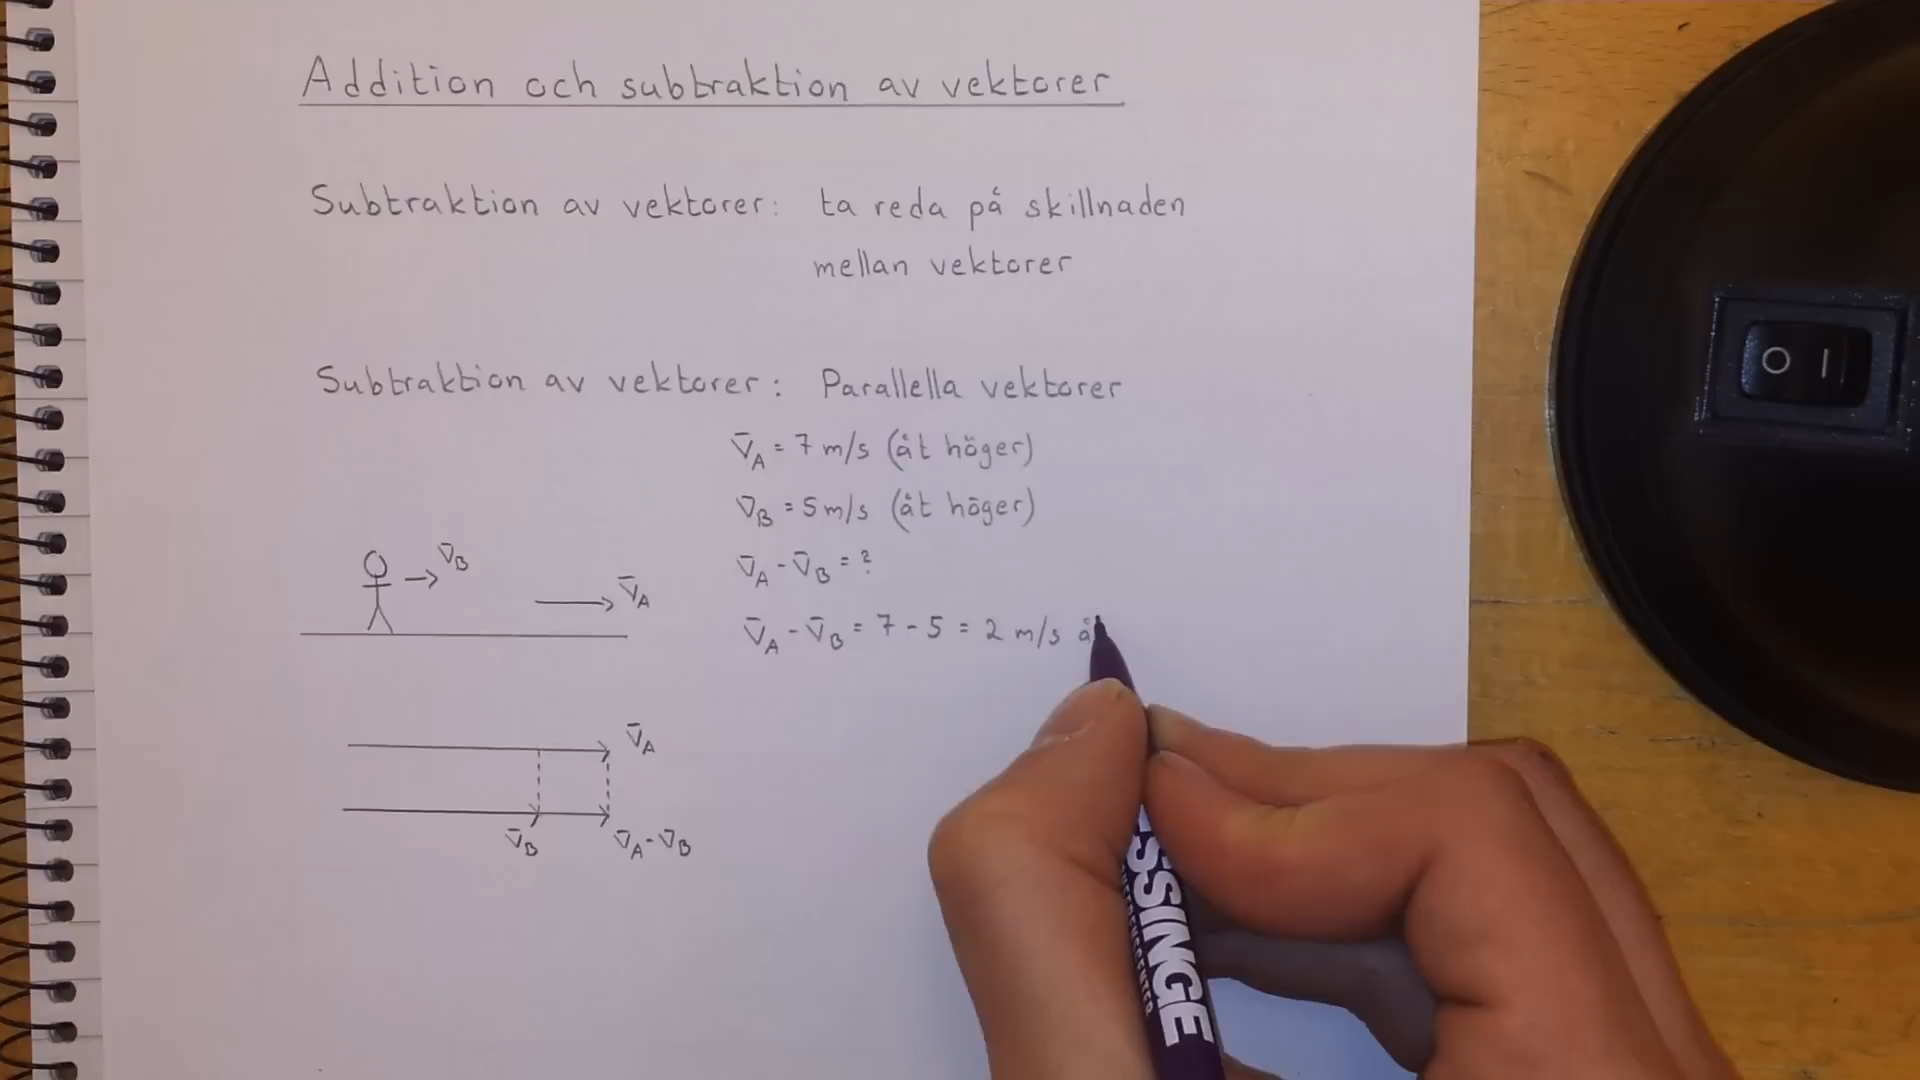 Addition och subtraktion av vektorer
Subtraktion av vektorer: ta reda på skillnaden
mellan vektorer
Subtraktion av vektorer: Parallella vektorer
v̄A = 7 m/s (åt höger)
v̄B = 5 m/s (åt höger)
v̄A - v̄B = ?
v̄A - v̄B = 7 - 5 = 2 m/s å
v̄B
v̄A
v̄A
v̄B
v̄A - v̄B
O I
SSINGE